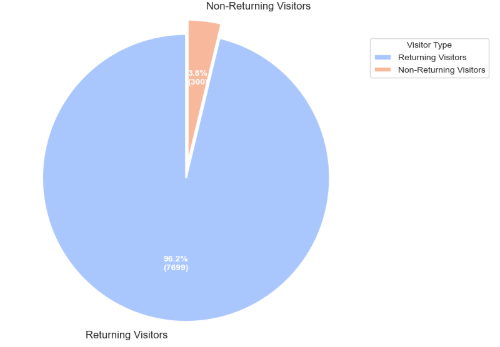 Non-Returning Visitors
Visitor Type
Returning Visitors
Non-Returning Visitors
3.8%
(300)
96.2%
(7699)
Returning Visitors